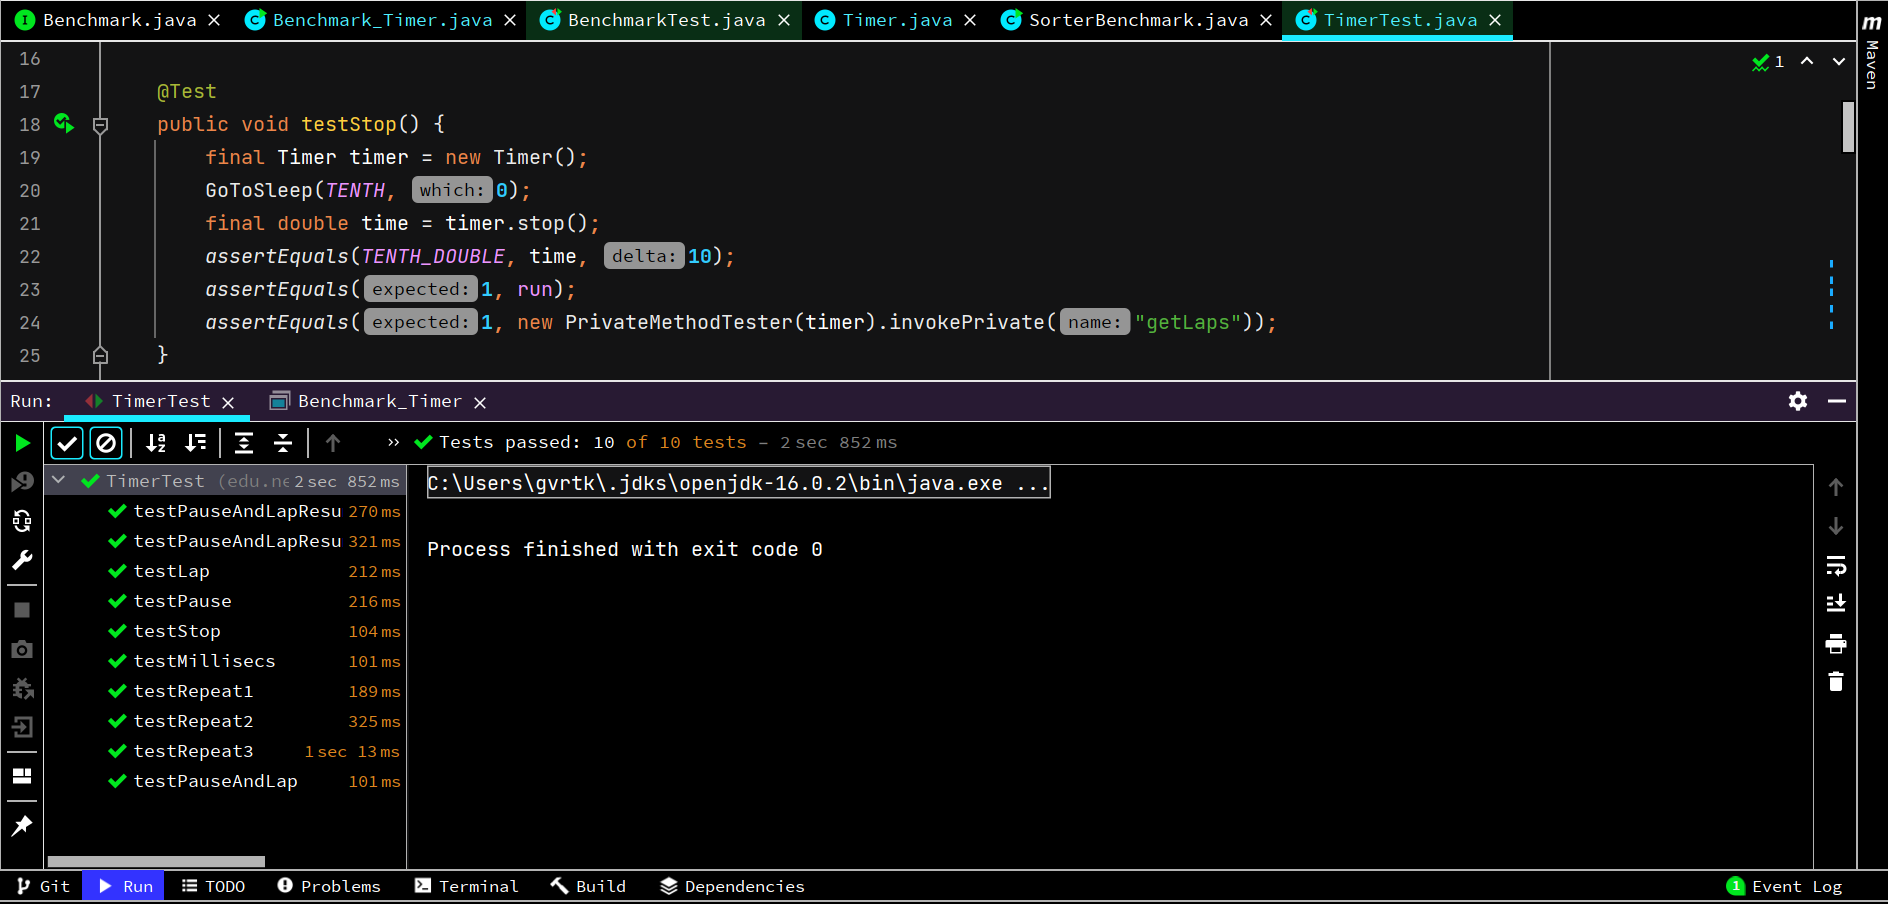 Benchmark.java Benchmark_Timer.java BenchmarkTest.java Timer.java SorterBenchmark.java TimerTest.java
m Maven
1
16
17 @Test
18 public void testStop() {
19 final Timer timer = new Timer();
20 GoToSleep(TENTH, which: 0);
21 final double time = timer.stop();
22 assertEquals(TENTH_DOUBLE, time, delta: 10);
23 assertEquals( expected: 1, run);
24 assertEquals( expected: 1, new PrivateMethodTester(timer).invokePrivate( name: "getLaps"));
25 }
Run: TimerTest Benchmark_Timer
» Tests passed: 10 of 10 tests – 2 sec 852 ms
TimerTest (edu.ne 2 sec 852 ms
testPauseAndLapResu 270 ms
testPauseAndLapResu 321 ms
testLap 212 ms
testPause 216 ms
testStop 104 ms
testMillisecs 101 ms
testRepeat1 189 ms
testRepeat2 325 ms
testRepeat3 1 sec 13 ms
testPauseAndLap 101 ms
C:\Users\gvrtk\.jdks\openjdk-16.0.2\bin\java.exe ...
Process finished with exit code 0
Git Run TODO Problems Terminal Build Dependencies 1 Event Log